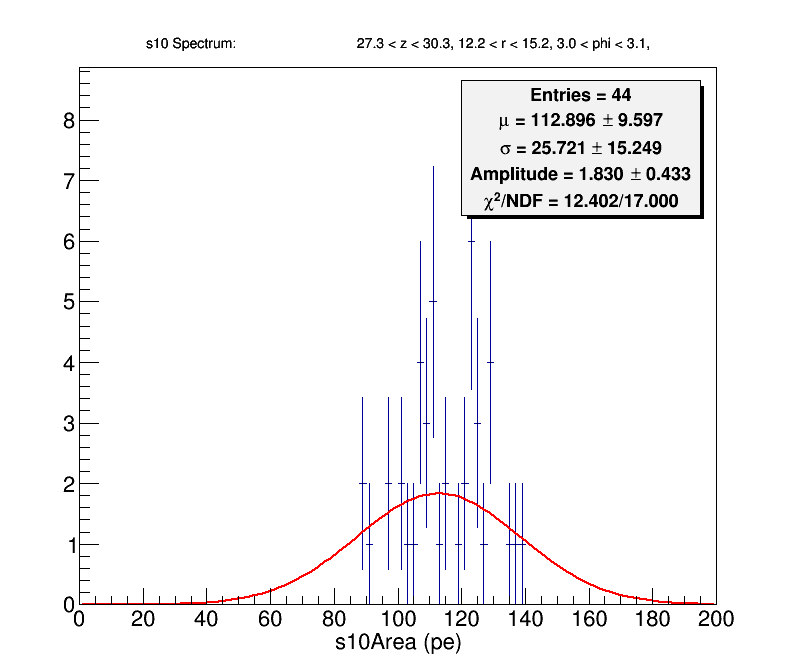 s10 Spectrum: 27.3 < z < 30.3, 12.2 < r < 15.2, 3.0 < phi < 3.1,
Entries = 44
μ = 112.896 ± 9.597
σ = 25.721 ± 15.249
Amplitude = 1.830 ± 0.433
χ²/NDF = 12.402/17.000
8
7
6
5
4
3
2
1
0
0 20 40 60 80 100 120 140 160 180 200
s10Area (pe)